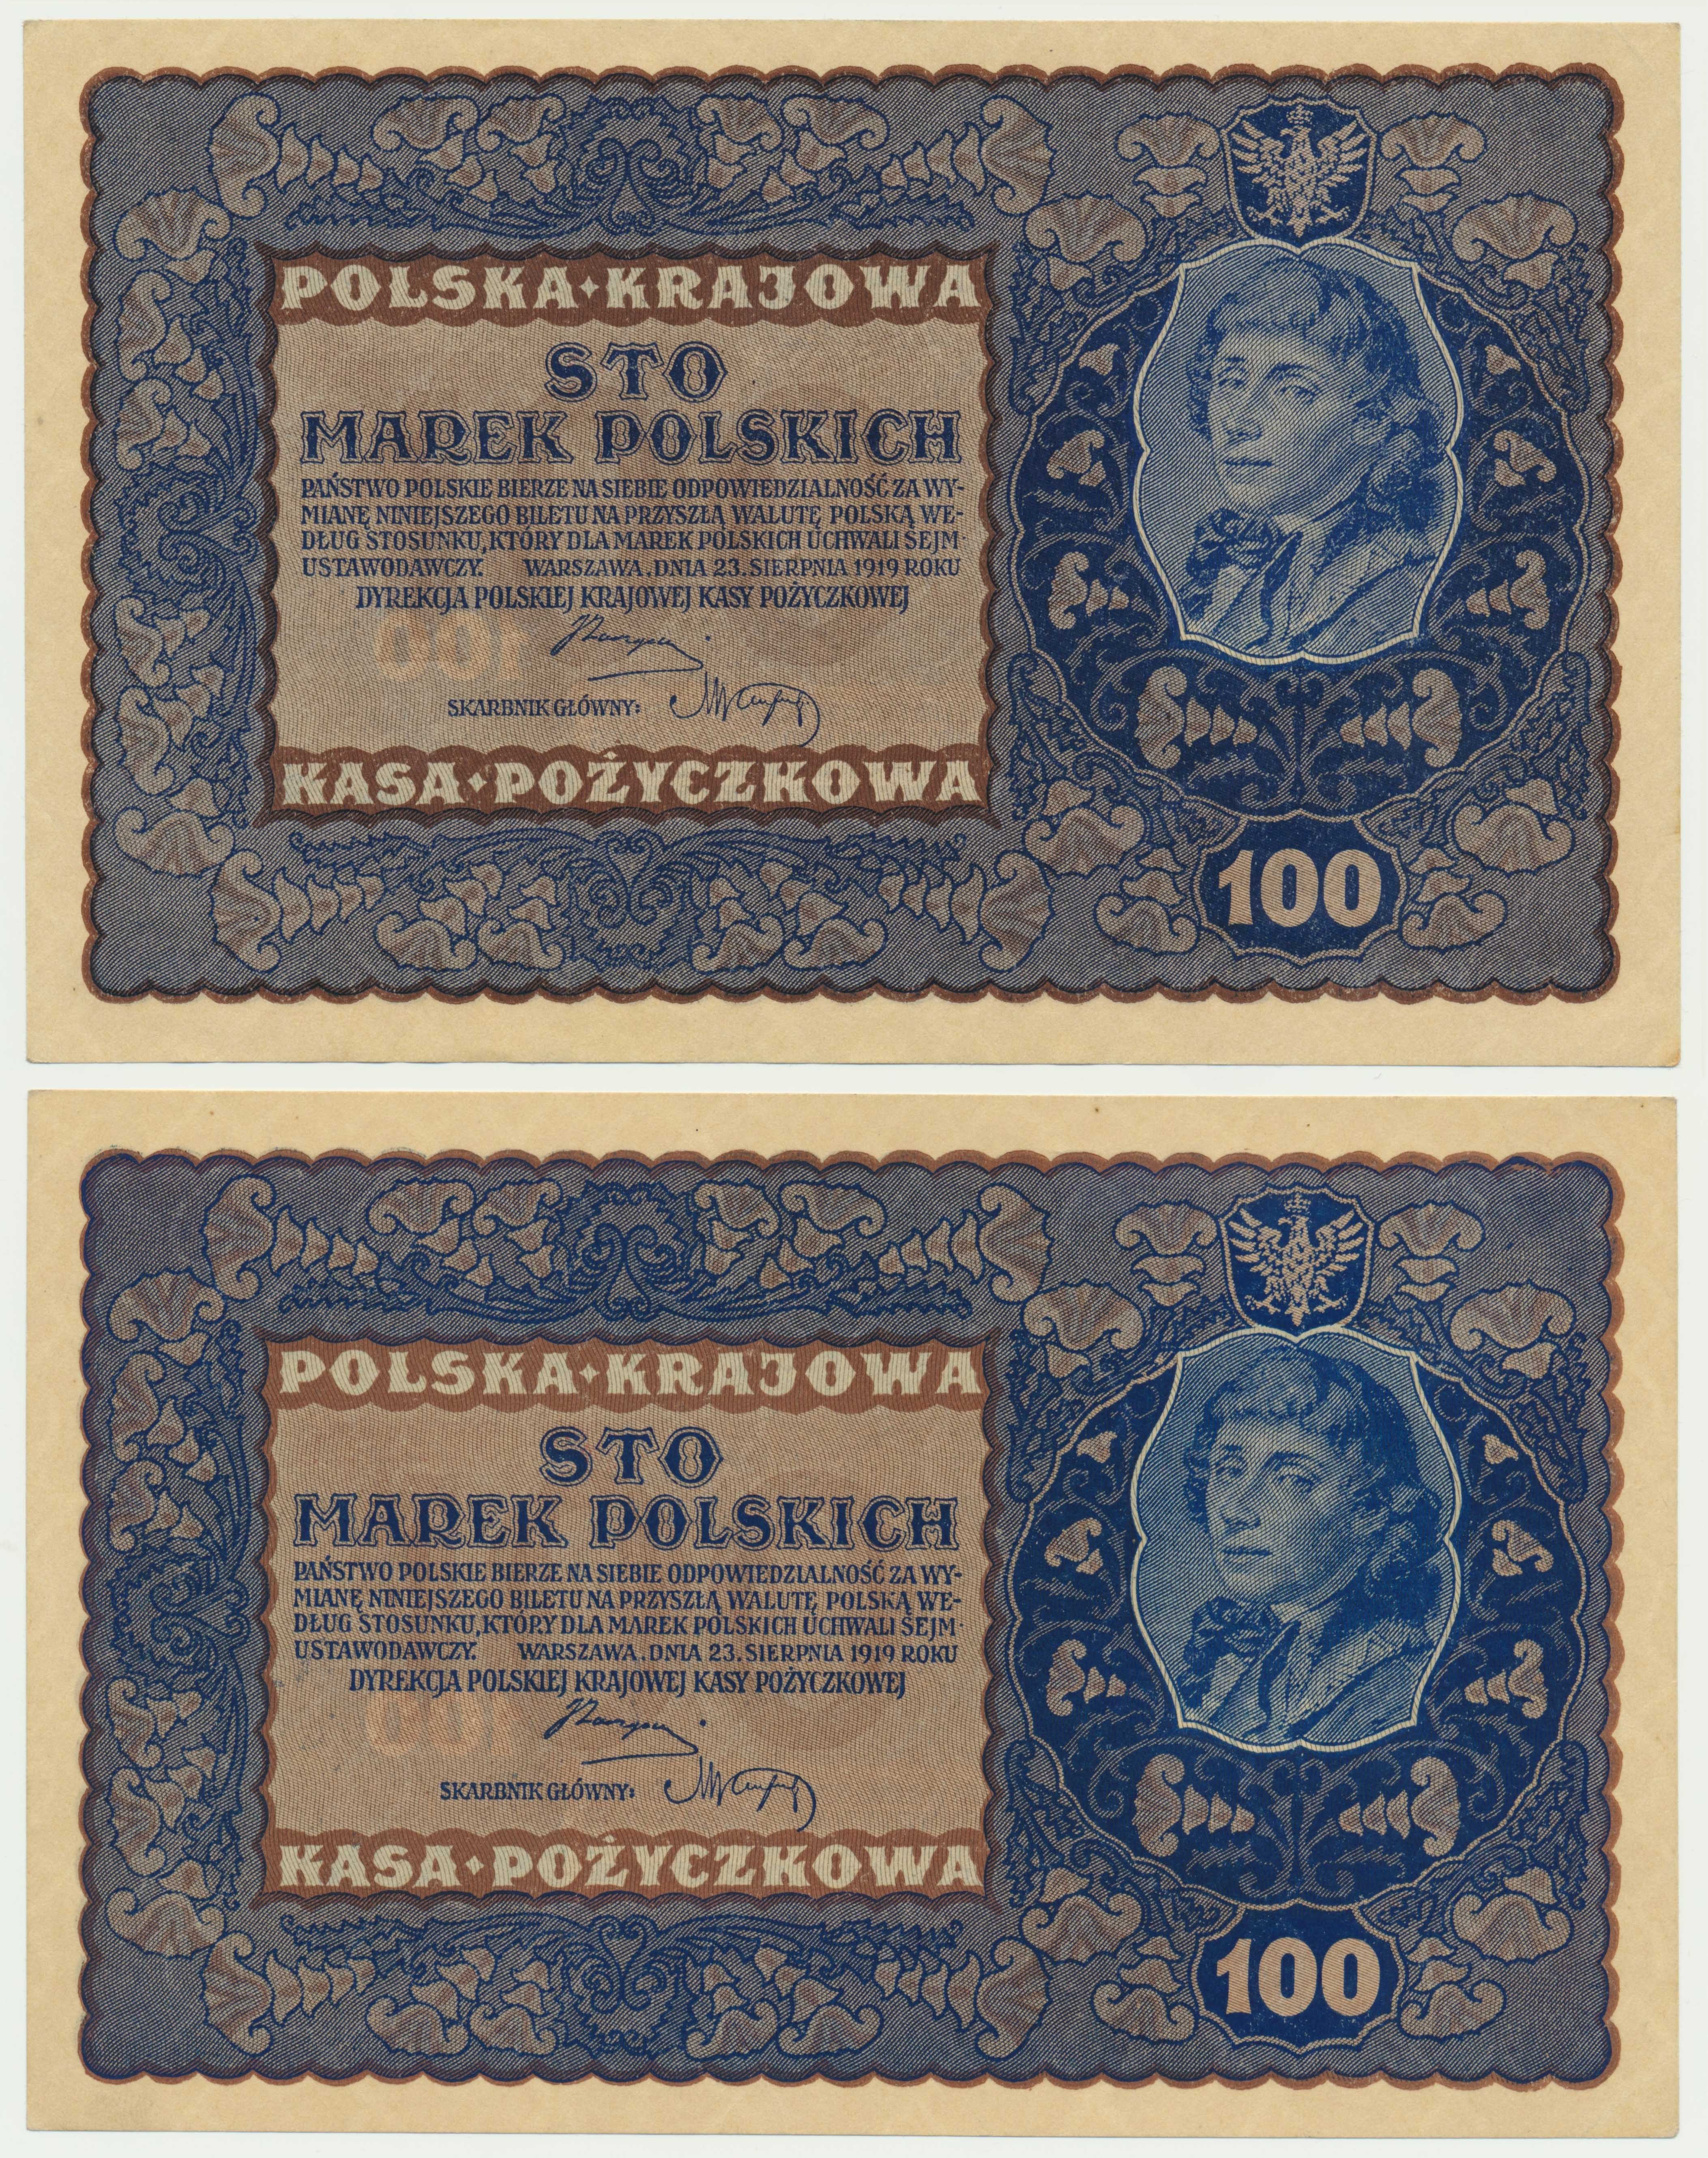 POLSKA·KRAJOWA
STO
MAREK POLSKICH
PAŃSTWO POLSKIE BIERZE NA SIEBIE ODPOWIEDZIALNOŚĆ ZA WY-
MIANĘ NINIEJSZEGO BILETU NA PRZYSZŁĄ WALUTĘ POLSKĄ WE-
DŁUG STOSUNKU, KTÓRY DLA MAREK POLSKICH UCHWALI SEJM
USTAWODAWCZY. WARSZAWA, DNIA 23. SIERPNIA 1919 ROKU
DYREKCJA POLSKIEJ KRAJOWEJ KASY POŻYCZKOWEJ
SKARBNIK GŁÓWNY:
KASA·POŻYCZKOWA
100
POLSKA·KRAJOWA
STO
MAREK POLSKICH
PAŃSTWO POLSKIE BIERZE NA SIEBIE ODPOWIEDZIALNOŚĆ ZA WY-
MIANĘ NINIEJSZEGO BILETU NA PRZYSZŁĄ WALUTĘ POLSKĄ WE-
DŁUG STOSUNKU, KTÓRY DLA MAREK POLSKICH UCHWALI SEJM
USTAWODAWCZY. WARSZAWA, DNIA 23. SIERPNIA 1919 ROKU
DYREKCJA POLSKIEJ KRAJOWEJ KASY POŻYCZKOWEJ
SKARBNIK GŁÓWNY:
KASA·POŻYCZKOWA
100